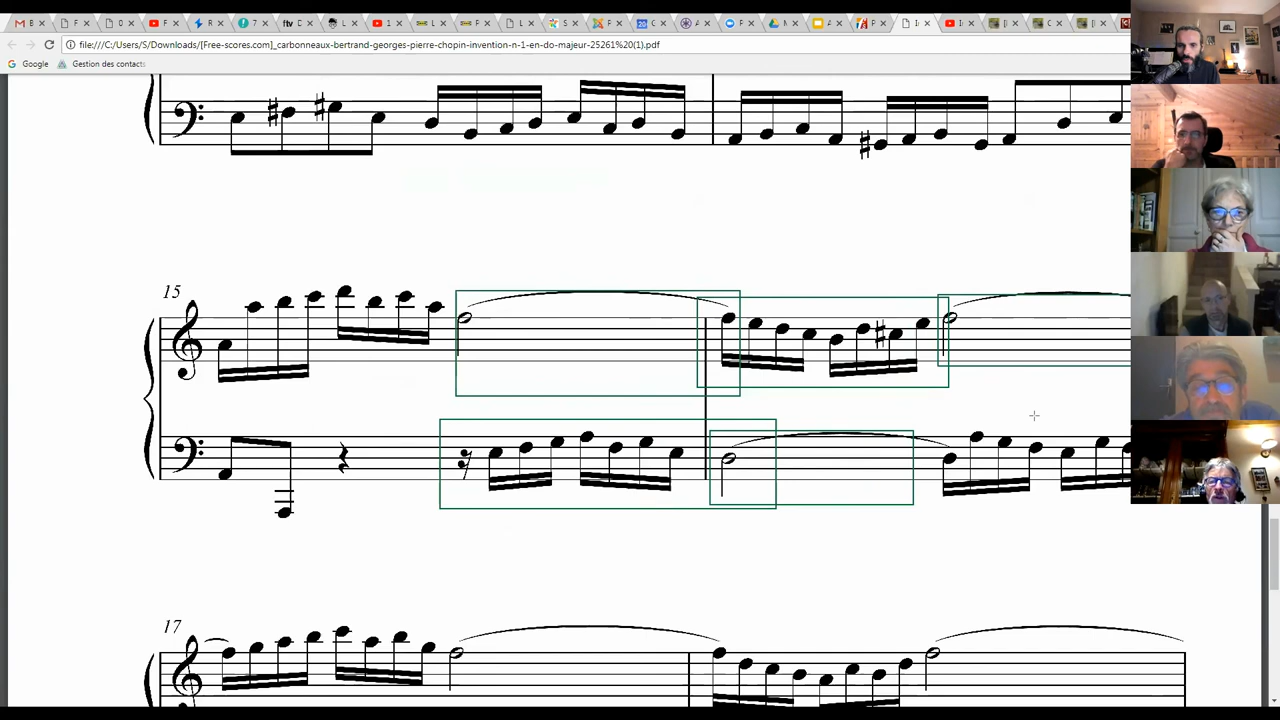 file:///C:/Users/S/Downloads/[Free-scores.com]_carbonneaux-bertrand-georges-pierre-chopin-invention-n-1-en-do-majeur-25261%20(1).pdf
Google Gestion des contacts
15
17